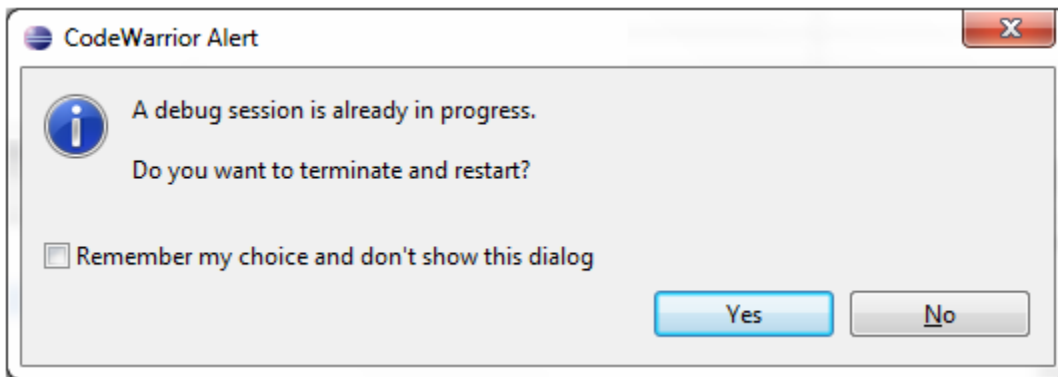 CodeWarrior Alert
A debug session is already in progress.
Do you want to terminate and restart?
Remember my choice and don't show this dialog
Yes
No